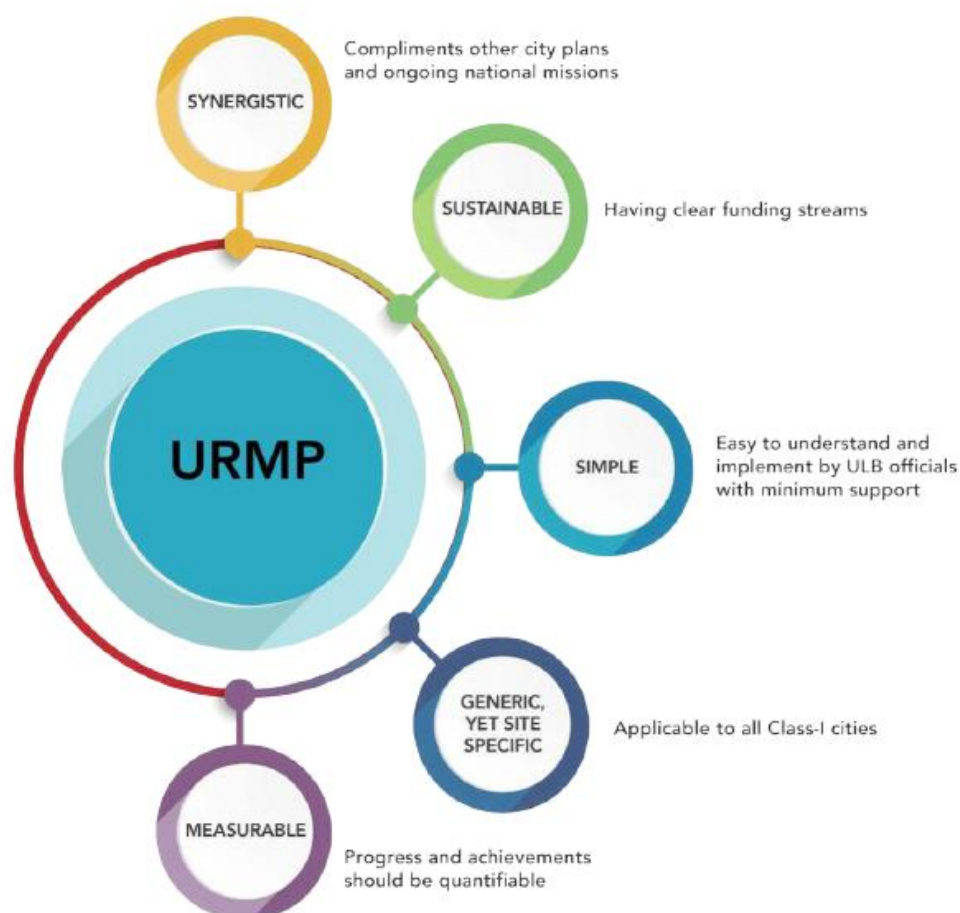 SYNERGISTIC
Compliments other city plans
and ongoing national missions
SUSTAINABLE
Having clear funding streams
URMP
SIMPLE
Easy to understand and
implement by ULB officials
with minimum support
GENERIC,
YET SITE
SPECIFIC
Applicable to all Class-I cities
MEASURABLE
Progress and achievements
should be quantifiable